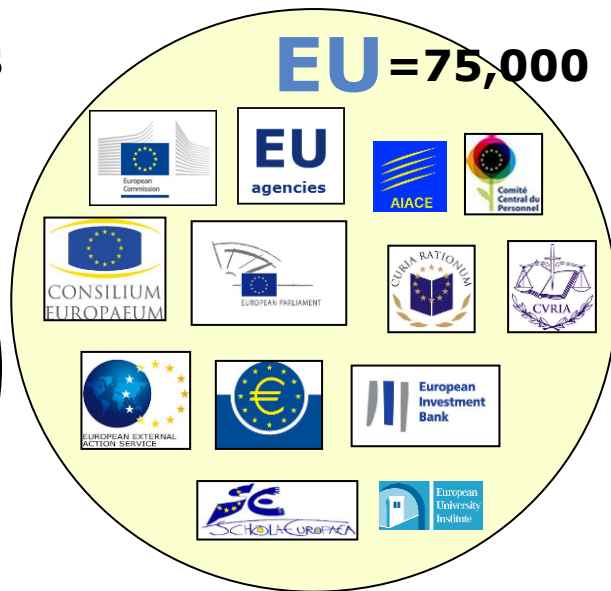 EU =75,000
European
Commission
EU
agencies
AIACE
Comité
Central du
Personnel
CONSILIUM
EUROPAEUM
EUROPEAN PARLIAMENT
CURIA RATIONUM
CVRIA
EUROPEAN EXTERNAL
ACTION SERVICE
€
European
Investment
Bank
SE
SCHOLA EUROPAEA
European
University
Institute